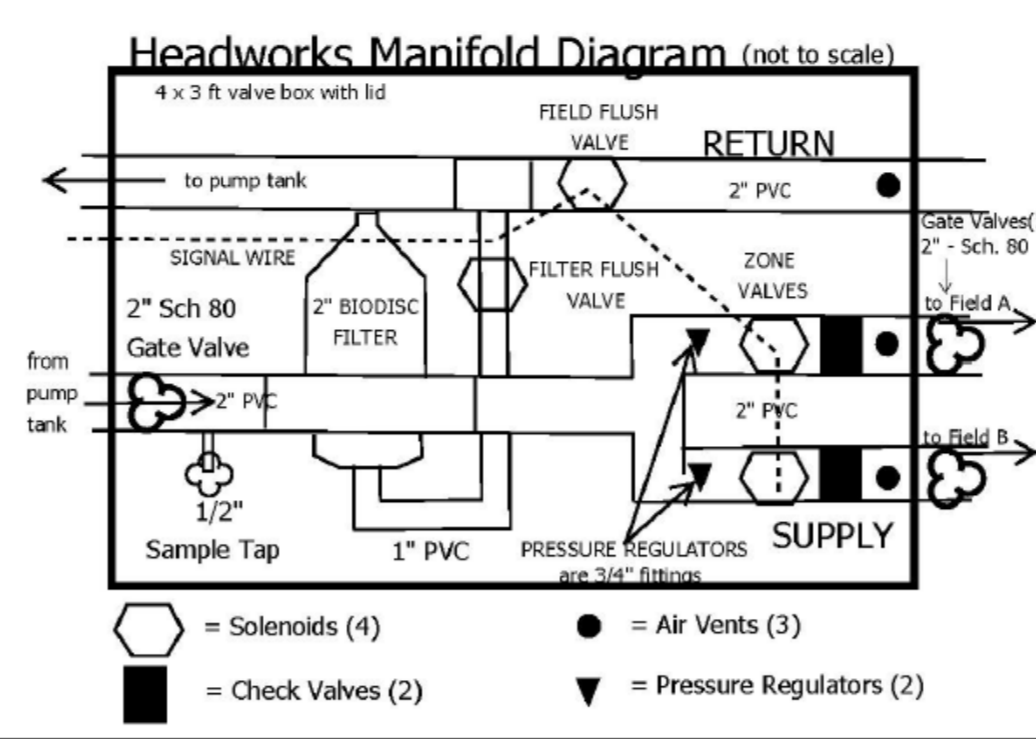 Headworks Manifold Diagram (not to scale)
4 x 3 ft valve box with lid
FIELD FLUSH
VALVE
RETURN
to pump tank
2" PVC
Gate Valves(
2" - Sch. 80
SIGNAL WIRE
FILTER FLUSH
VALVE
ZONE
VALVES
2" Sch 80
Gate Valve
2" BIODISC
FILTER
to Field A
from
pump
tank
2" PVC
2" PVC
to Field B
1/2"
Sample Tap
1" PVC
PRESSURE REGULATORS
are 3/4" fittings
SUPPLY
= Solenoids (4)
= Air Vents (3)
= Check Valves (2)
= Pressure Regulators (2)